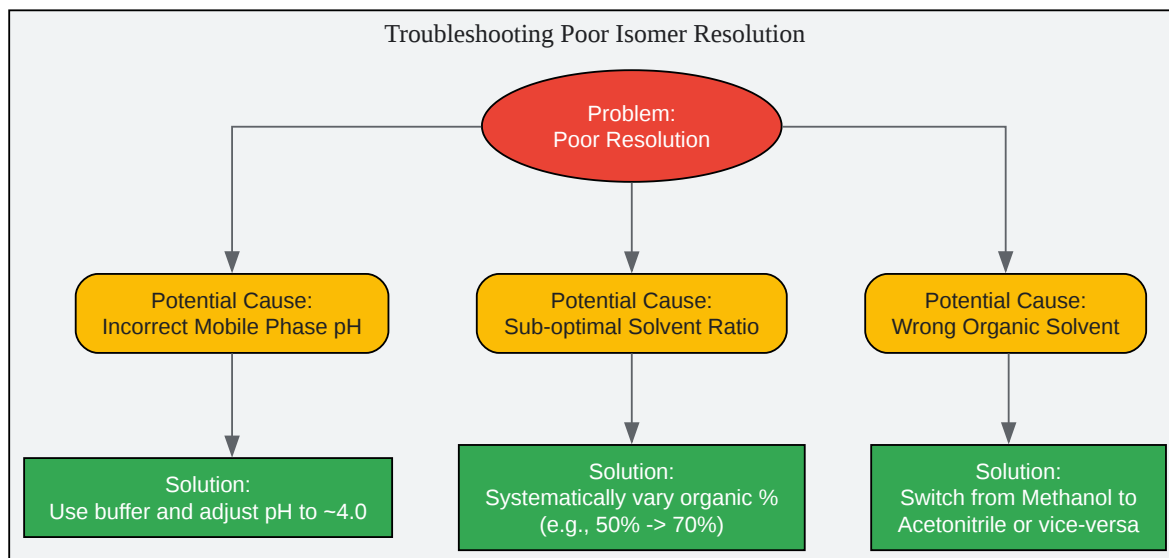 Troubleshooting Poor Isomer Resolution
Problem:
Poor Resolution
Potential Cause:
Incorrect Mobile Phase pH
Potential Cause:
Sub-optimal Solvent Ratio
Potential Cause:
Wrong Organic Solvent
Solution:
Use buffer and adjust pH to ~4.0
Solution:
Systematically vary organic %
(e.g., 50% -> 70%)
Solution:
Switch from Methanol to
Acetonitrile or vice-versa